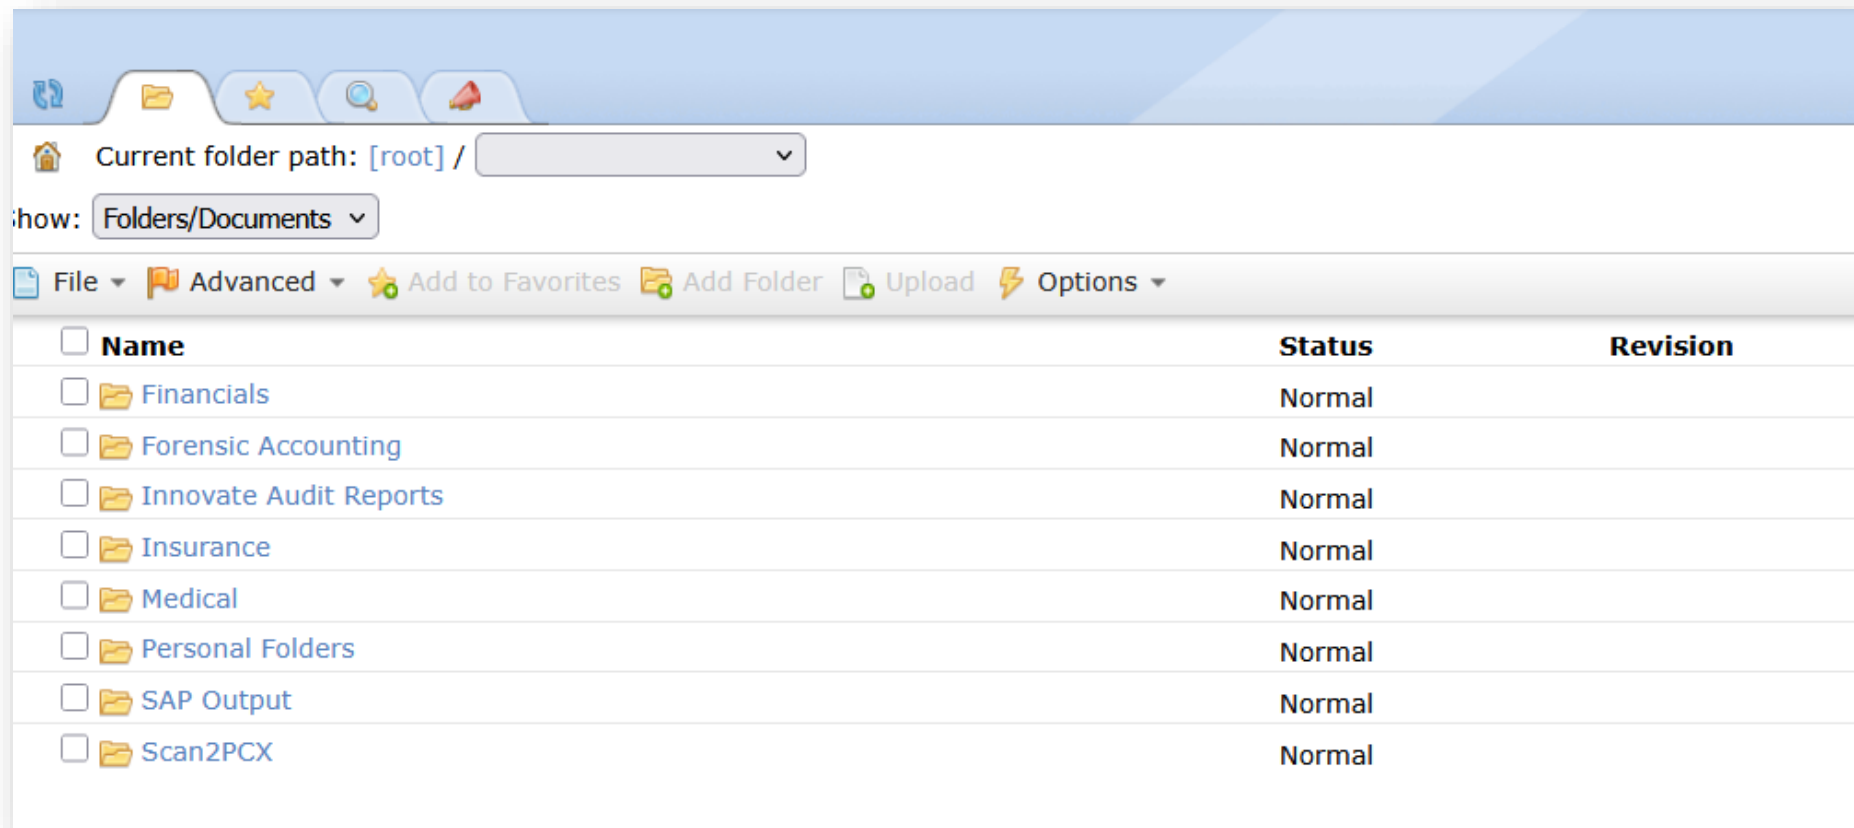 Current folder path: [root] /
Show: Folders/Documents
File Advanced Add to Favorites Add Folder Upload Options
Name Status Revision
Financials Normal
Forensic Accounting Normal
Innovate Audit Reports Normal
Insurance Normal
Medical Normal
Personal Folders Normal
SAP Output Normal
Scan2PCX Normal